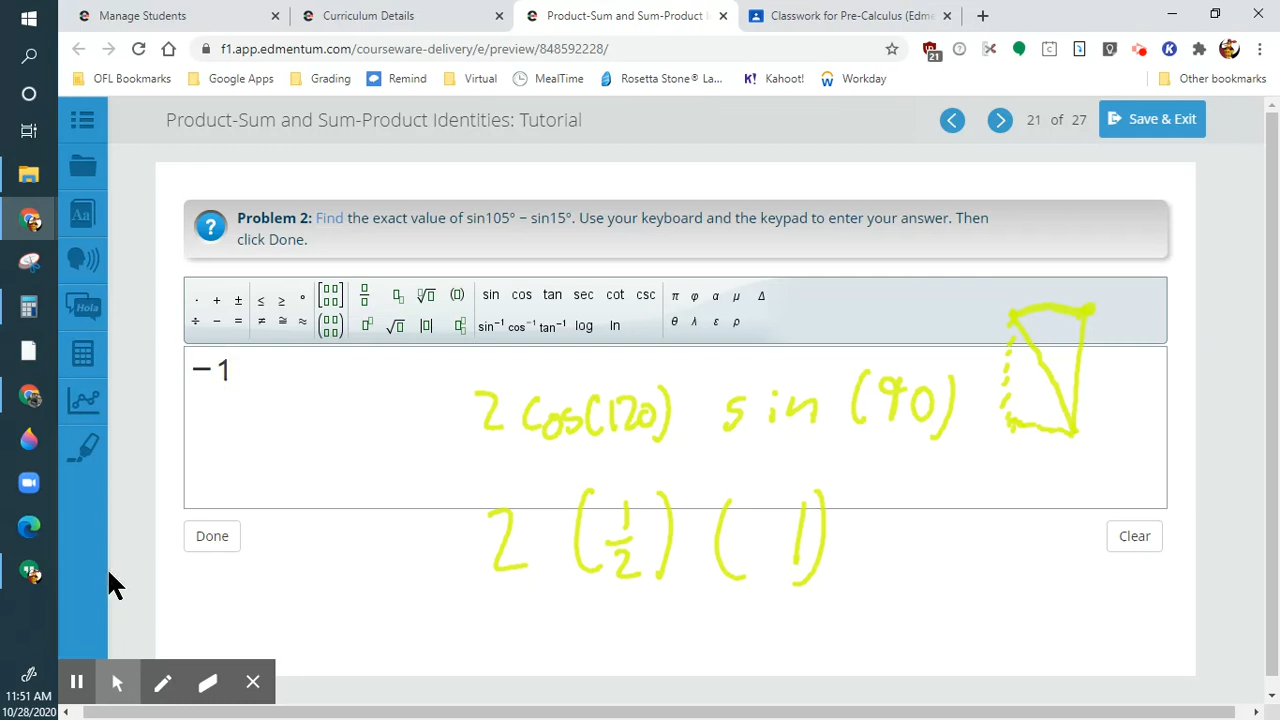 Manage Students
Curriculum Details
Product-Sum and Sum-Product I
Classwork for Pre-Calculus (Edme
f1.app.edmentum.com/courseware-delivery/e/preview/848592228/
21
OFL Bookmarks
Google Apps
Grading
Remind
Virtual
MealTime
Rosetta Stone® La...
K! Kahoot!
Workday
Other bookmarks
Product-Sum and Sum-Product Identities: Tutorial
21 of 27
Save & Exit
Aa
Hola
Problem 2: Find the exact value of sin105° − sin15°. Use your keyboard and the keypad to enter your answer. Then
click Done.
· + ± ≤ ≥ ° sin cos tan sec cot csc π φ α μ Δ
÷ − = ≠ ≅ ≈ sin⁻¹ cos⁻¹ tan⁻¹ log ln θ λ ε ρ
−1
2 cos(120) sin (90)
2 (1/2) (1)
Done
Clear
11:51 AM
10/28/2020